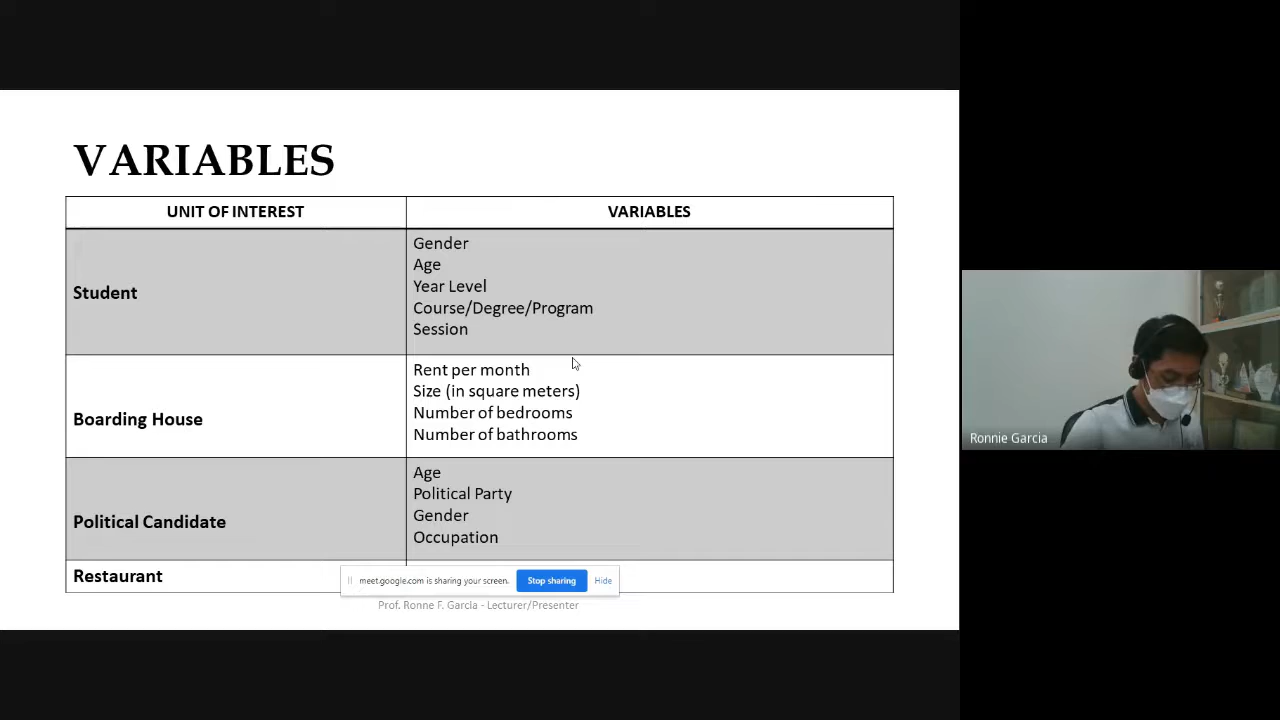 VARIABLES
UNIT OF INTEREST
VARIABLES
Student
Gender
Age
Year Level
Course/Degree/Program
Session
Boarding House
Rent per month
Size (in square meters)
Number of bedrooms
Number of bathrooms
Political Candidate
Age
Political Party
Gender
Occupation
Restaurant
meet.google.com is sharing your screen.
Stop sharing
Hide
Prof. Ronne F. Garcia - Lecturer/Presenter
Ronnie Garcia